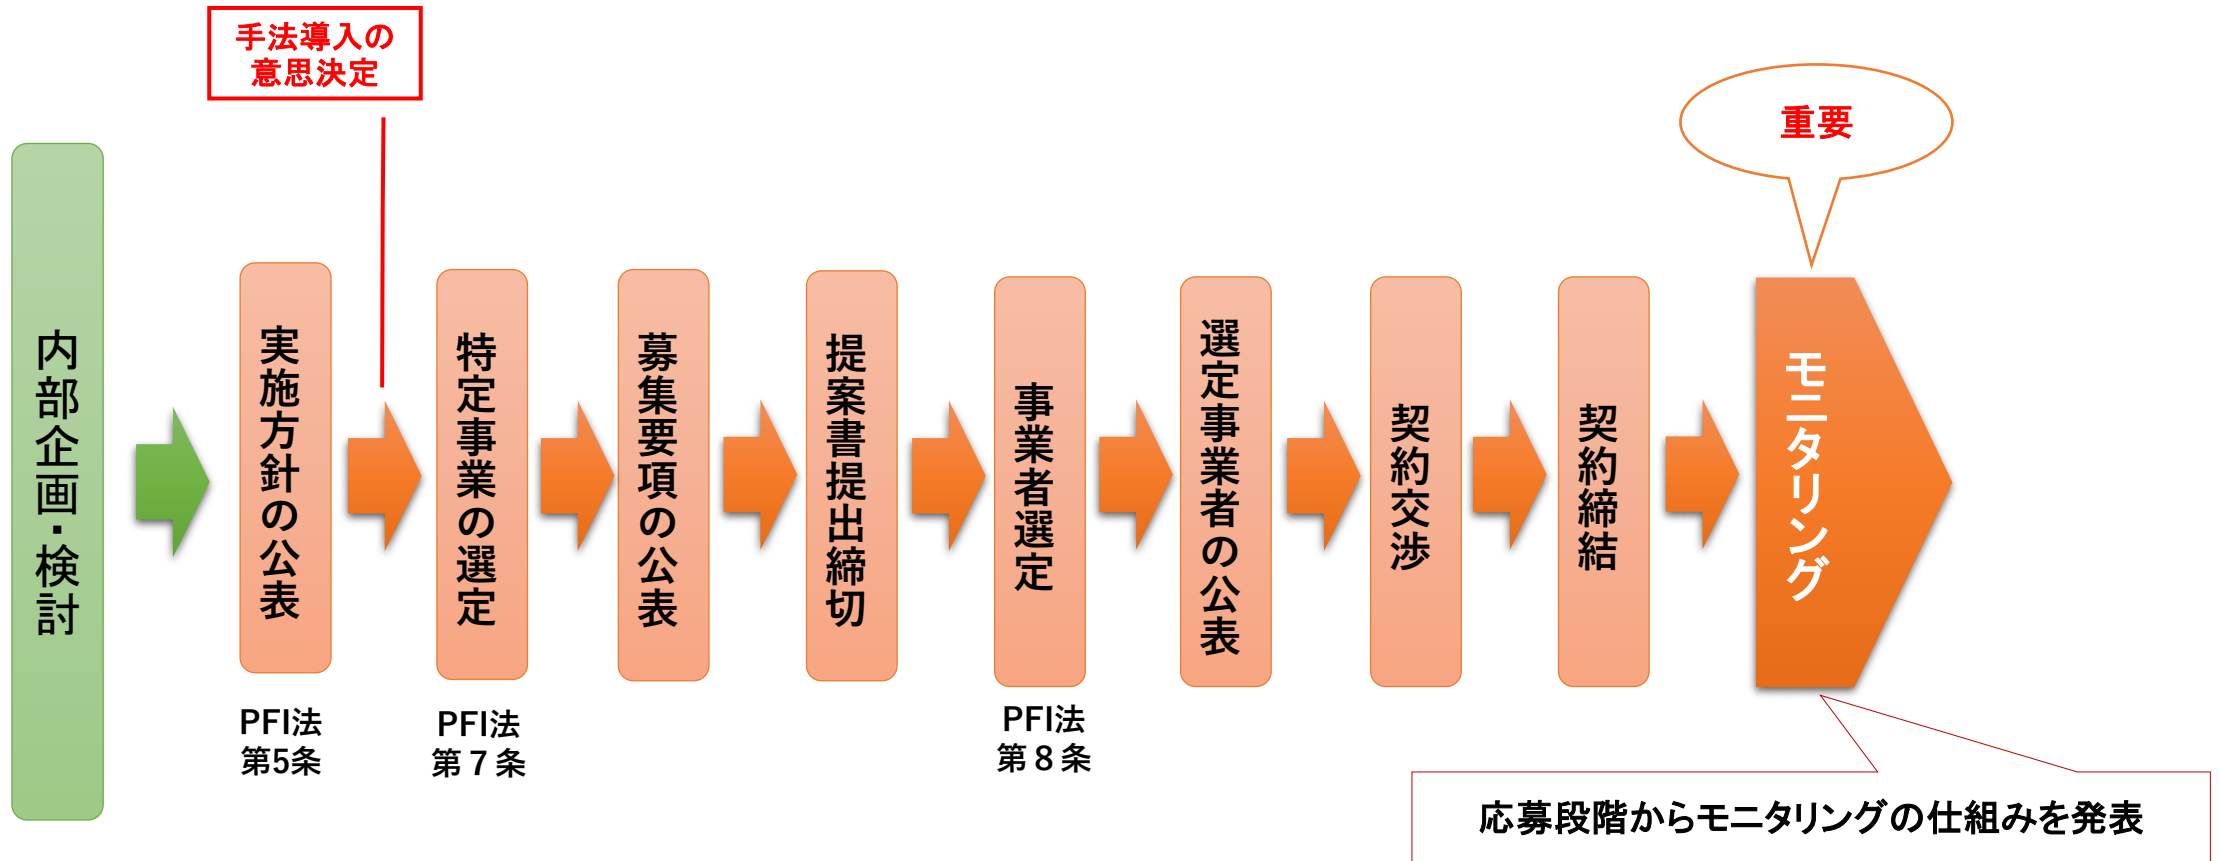 手法導入の
意思決定
重要
内部企画・検討
実施方針の公表
特定事業の選定
募集要項の公表
提案書提出締切
事業者選定
選定事業者の公表
契約交渉
契約締結
モニタリング
PFI法
第5条
PFI法
第７条
PFI法
第８条
応募段階からモニタリングの仕組みを発表